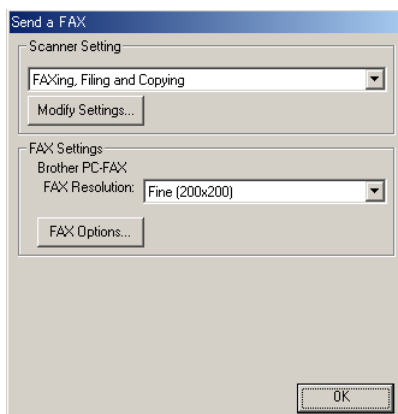 Send a FAX
Scanner Setting
FAXing, Filing and Copying
Modify Settings...
FAX Settings
Brother PC-FAX
FAX Resolution: Fine (200x200)
FAX Options...
OK